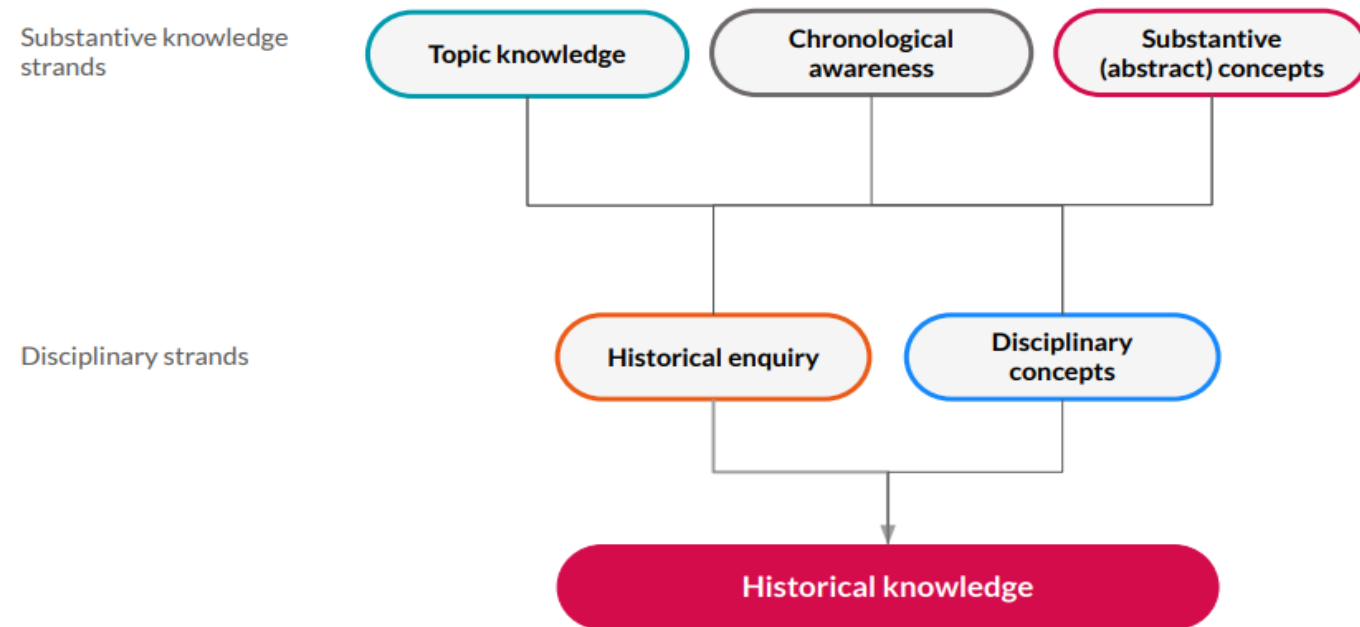 Substantive knowledge
strands
Topic knowledge
Chronological
awareness
Substantive
(abstract) concepts
Disciplinary strands
Historical enquiry
Disciplinary
concepts
Historical knowledge